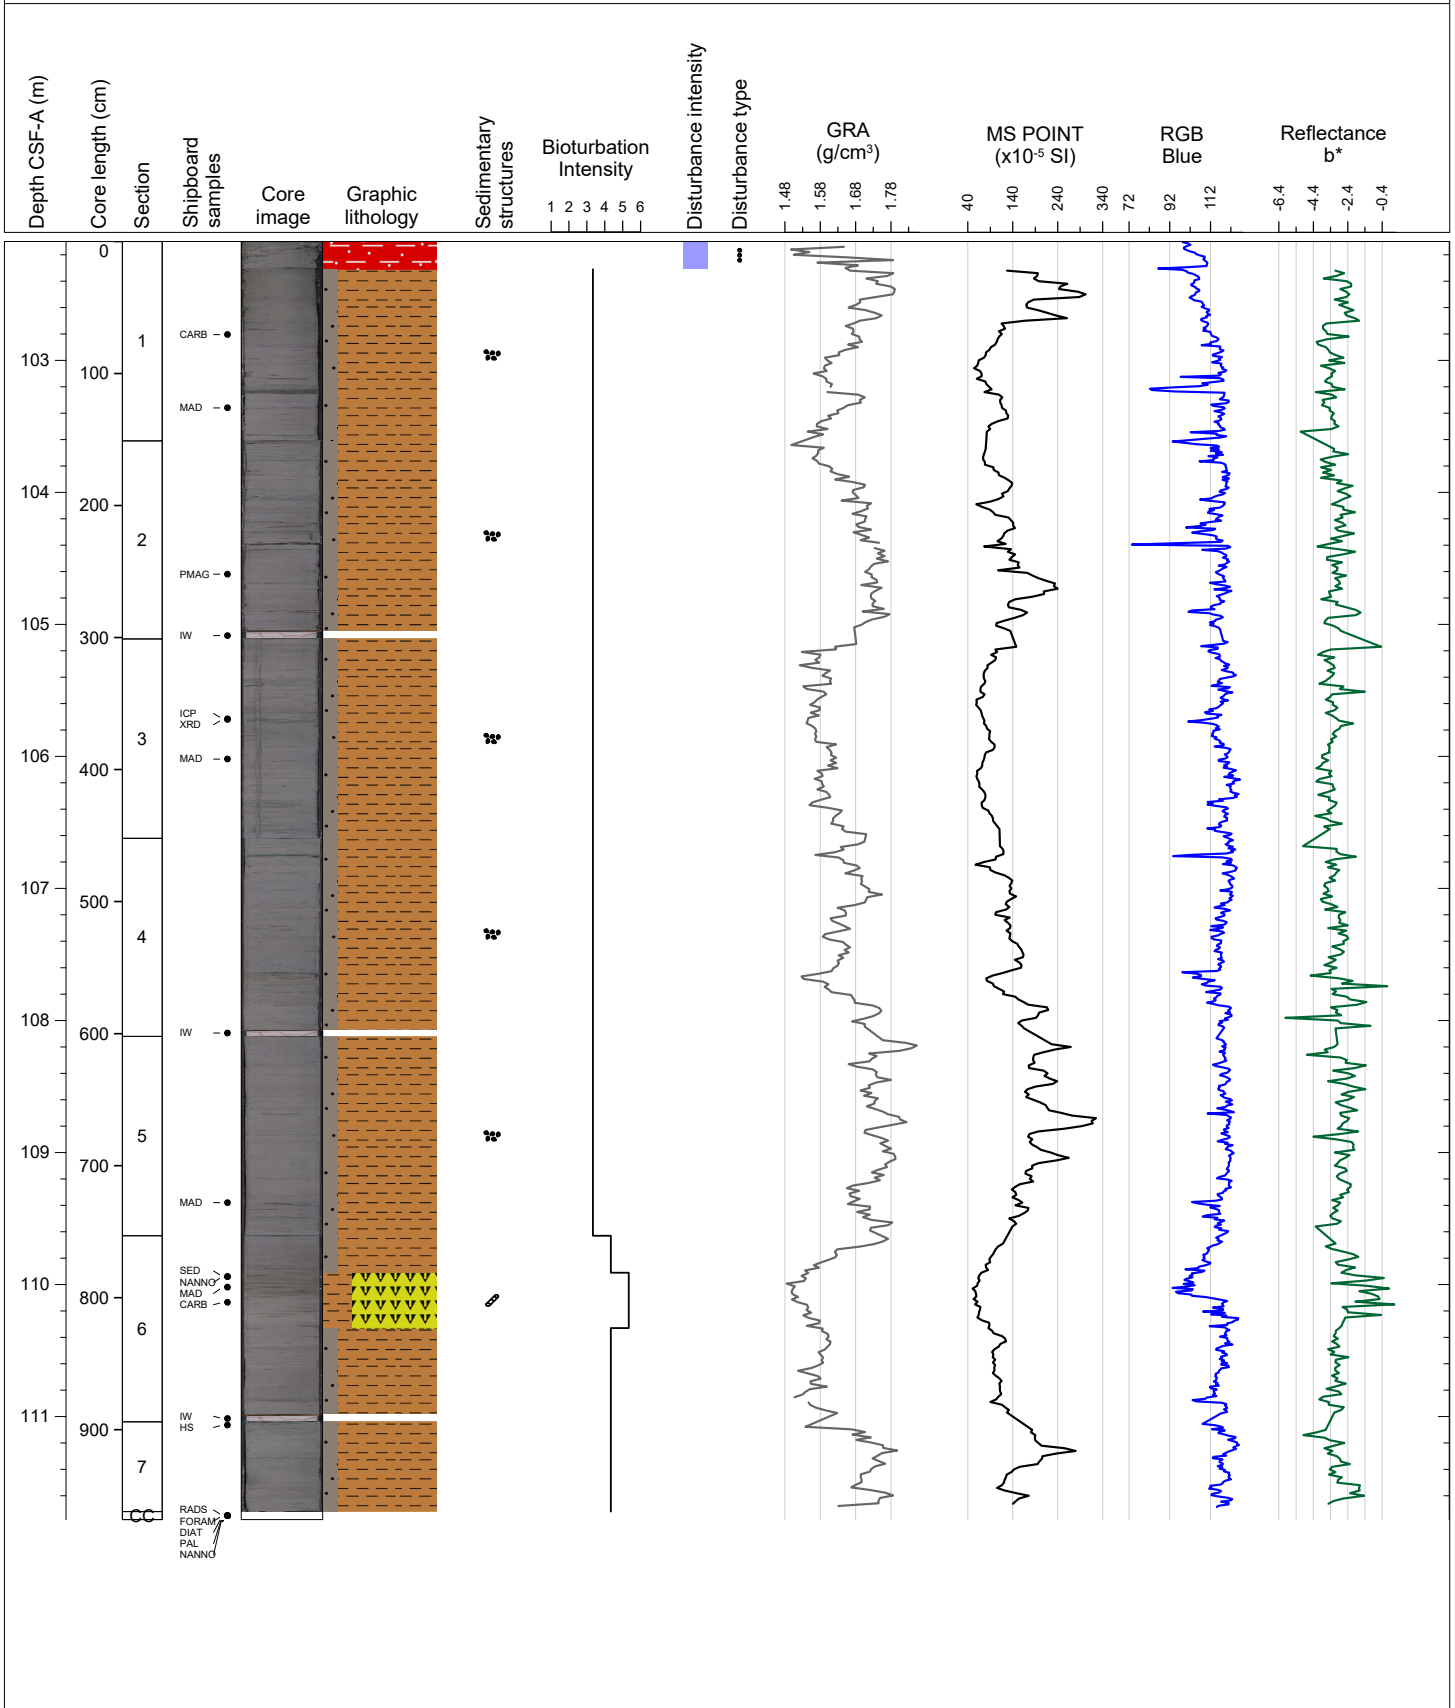 Depth CSF-A (m)
Core length (cm)
Section
Shipboard
samples
Core
image
Graphic
lithology
Sedimentary
structures
Bioturbation
Intensity
1 2 3 4 5 6
Disturbance intensity
Disturbance type
GRA
(g/cm³)
1.48 1.58 1.68 1.78
MS POINT
(x10⁻⁵ SI)
40 140 240 340
RGB
Blue
72 92 112
Reflectance
b*
-6.4 -4.4 -2.4 -0.4
0
CARB
1
103
100
MAD
104
200
2
PMAG
105
IW
300
ICP
XRD
3
106
MAD
400
107
500
4
108
IW
600
5
109
700
MAD
SED
NANNO
110
MAD
800
CARB
6
IW
111
HS
900
7
RADS
CC
FORAM
DIAT
PAL
NANNO